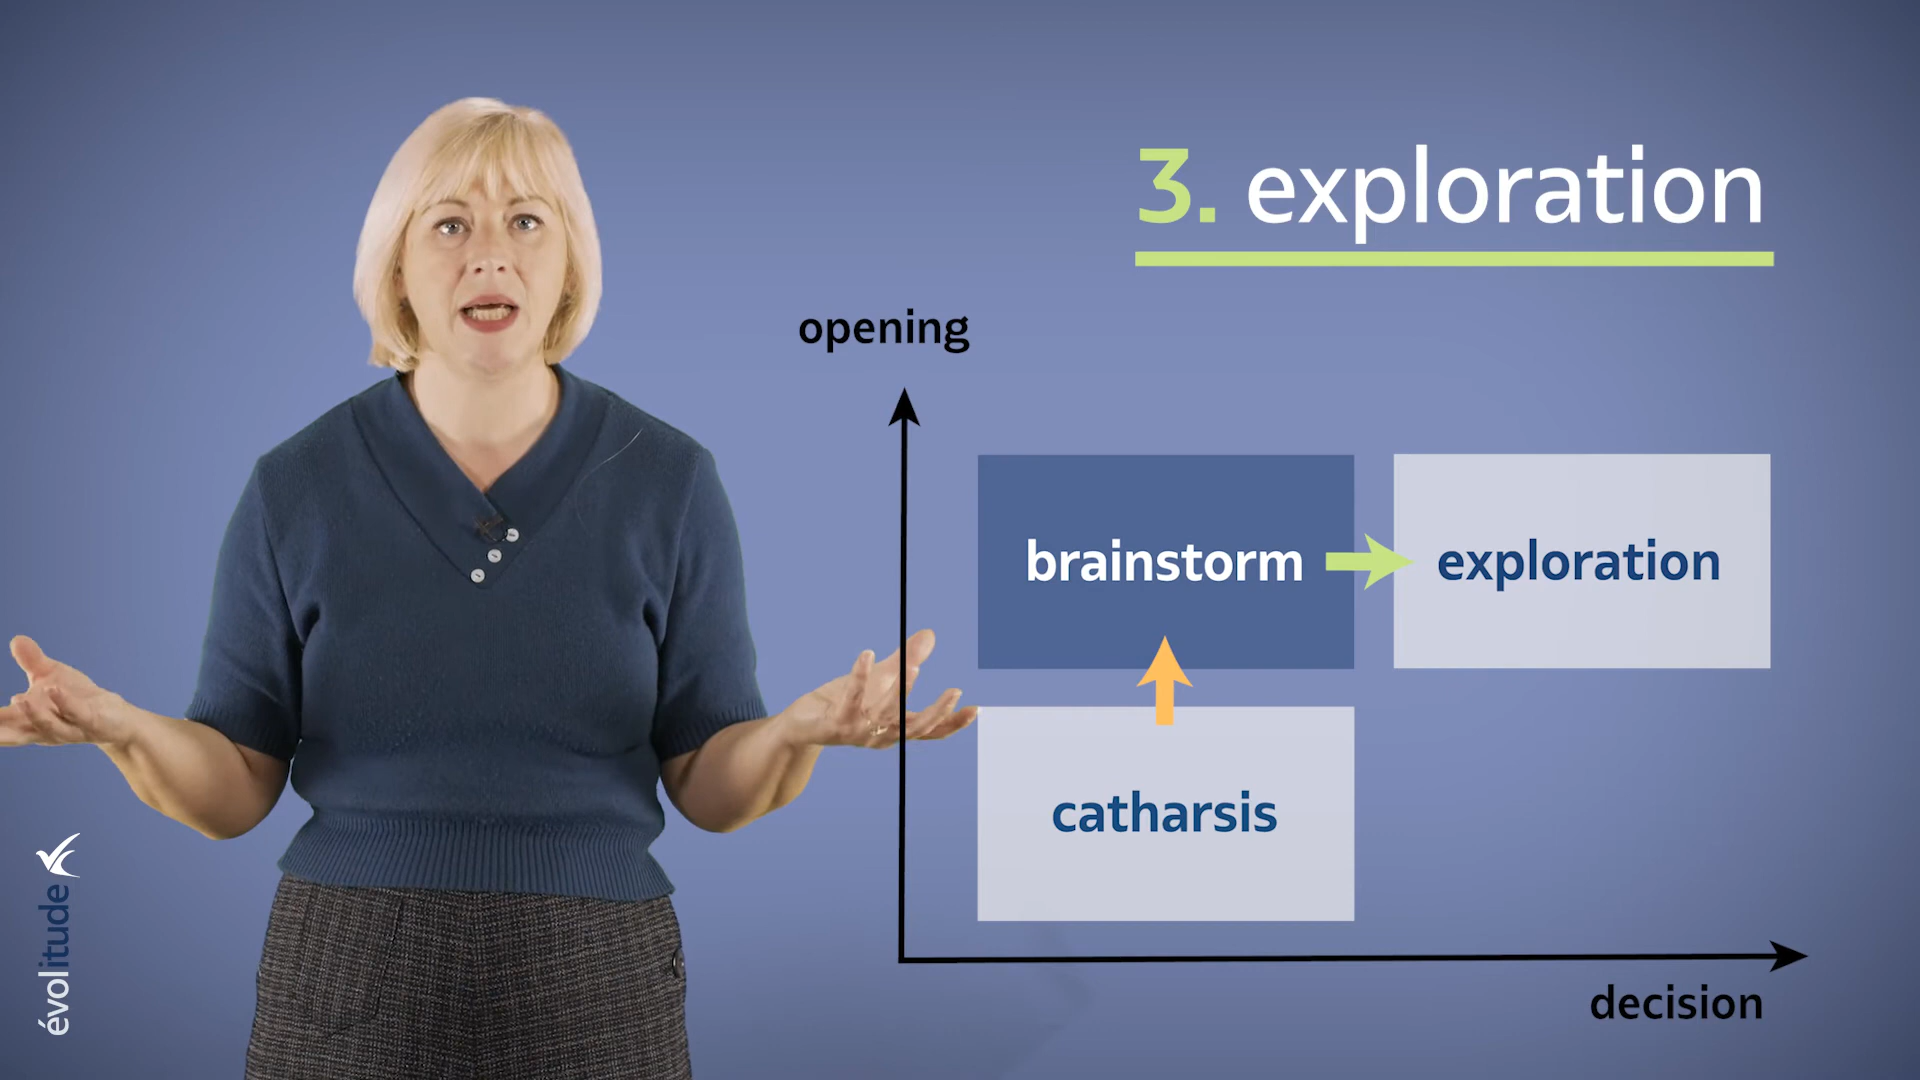 3. exploration
opening
brainstorm
exploration
catharsis
decision
évolitude